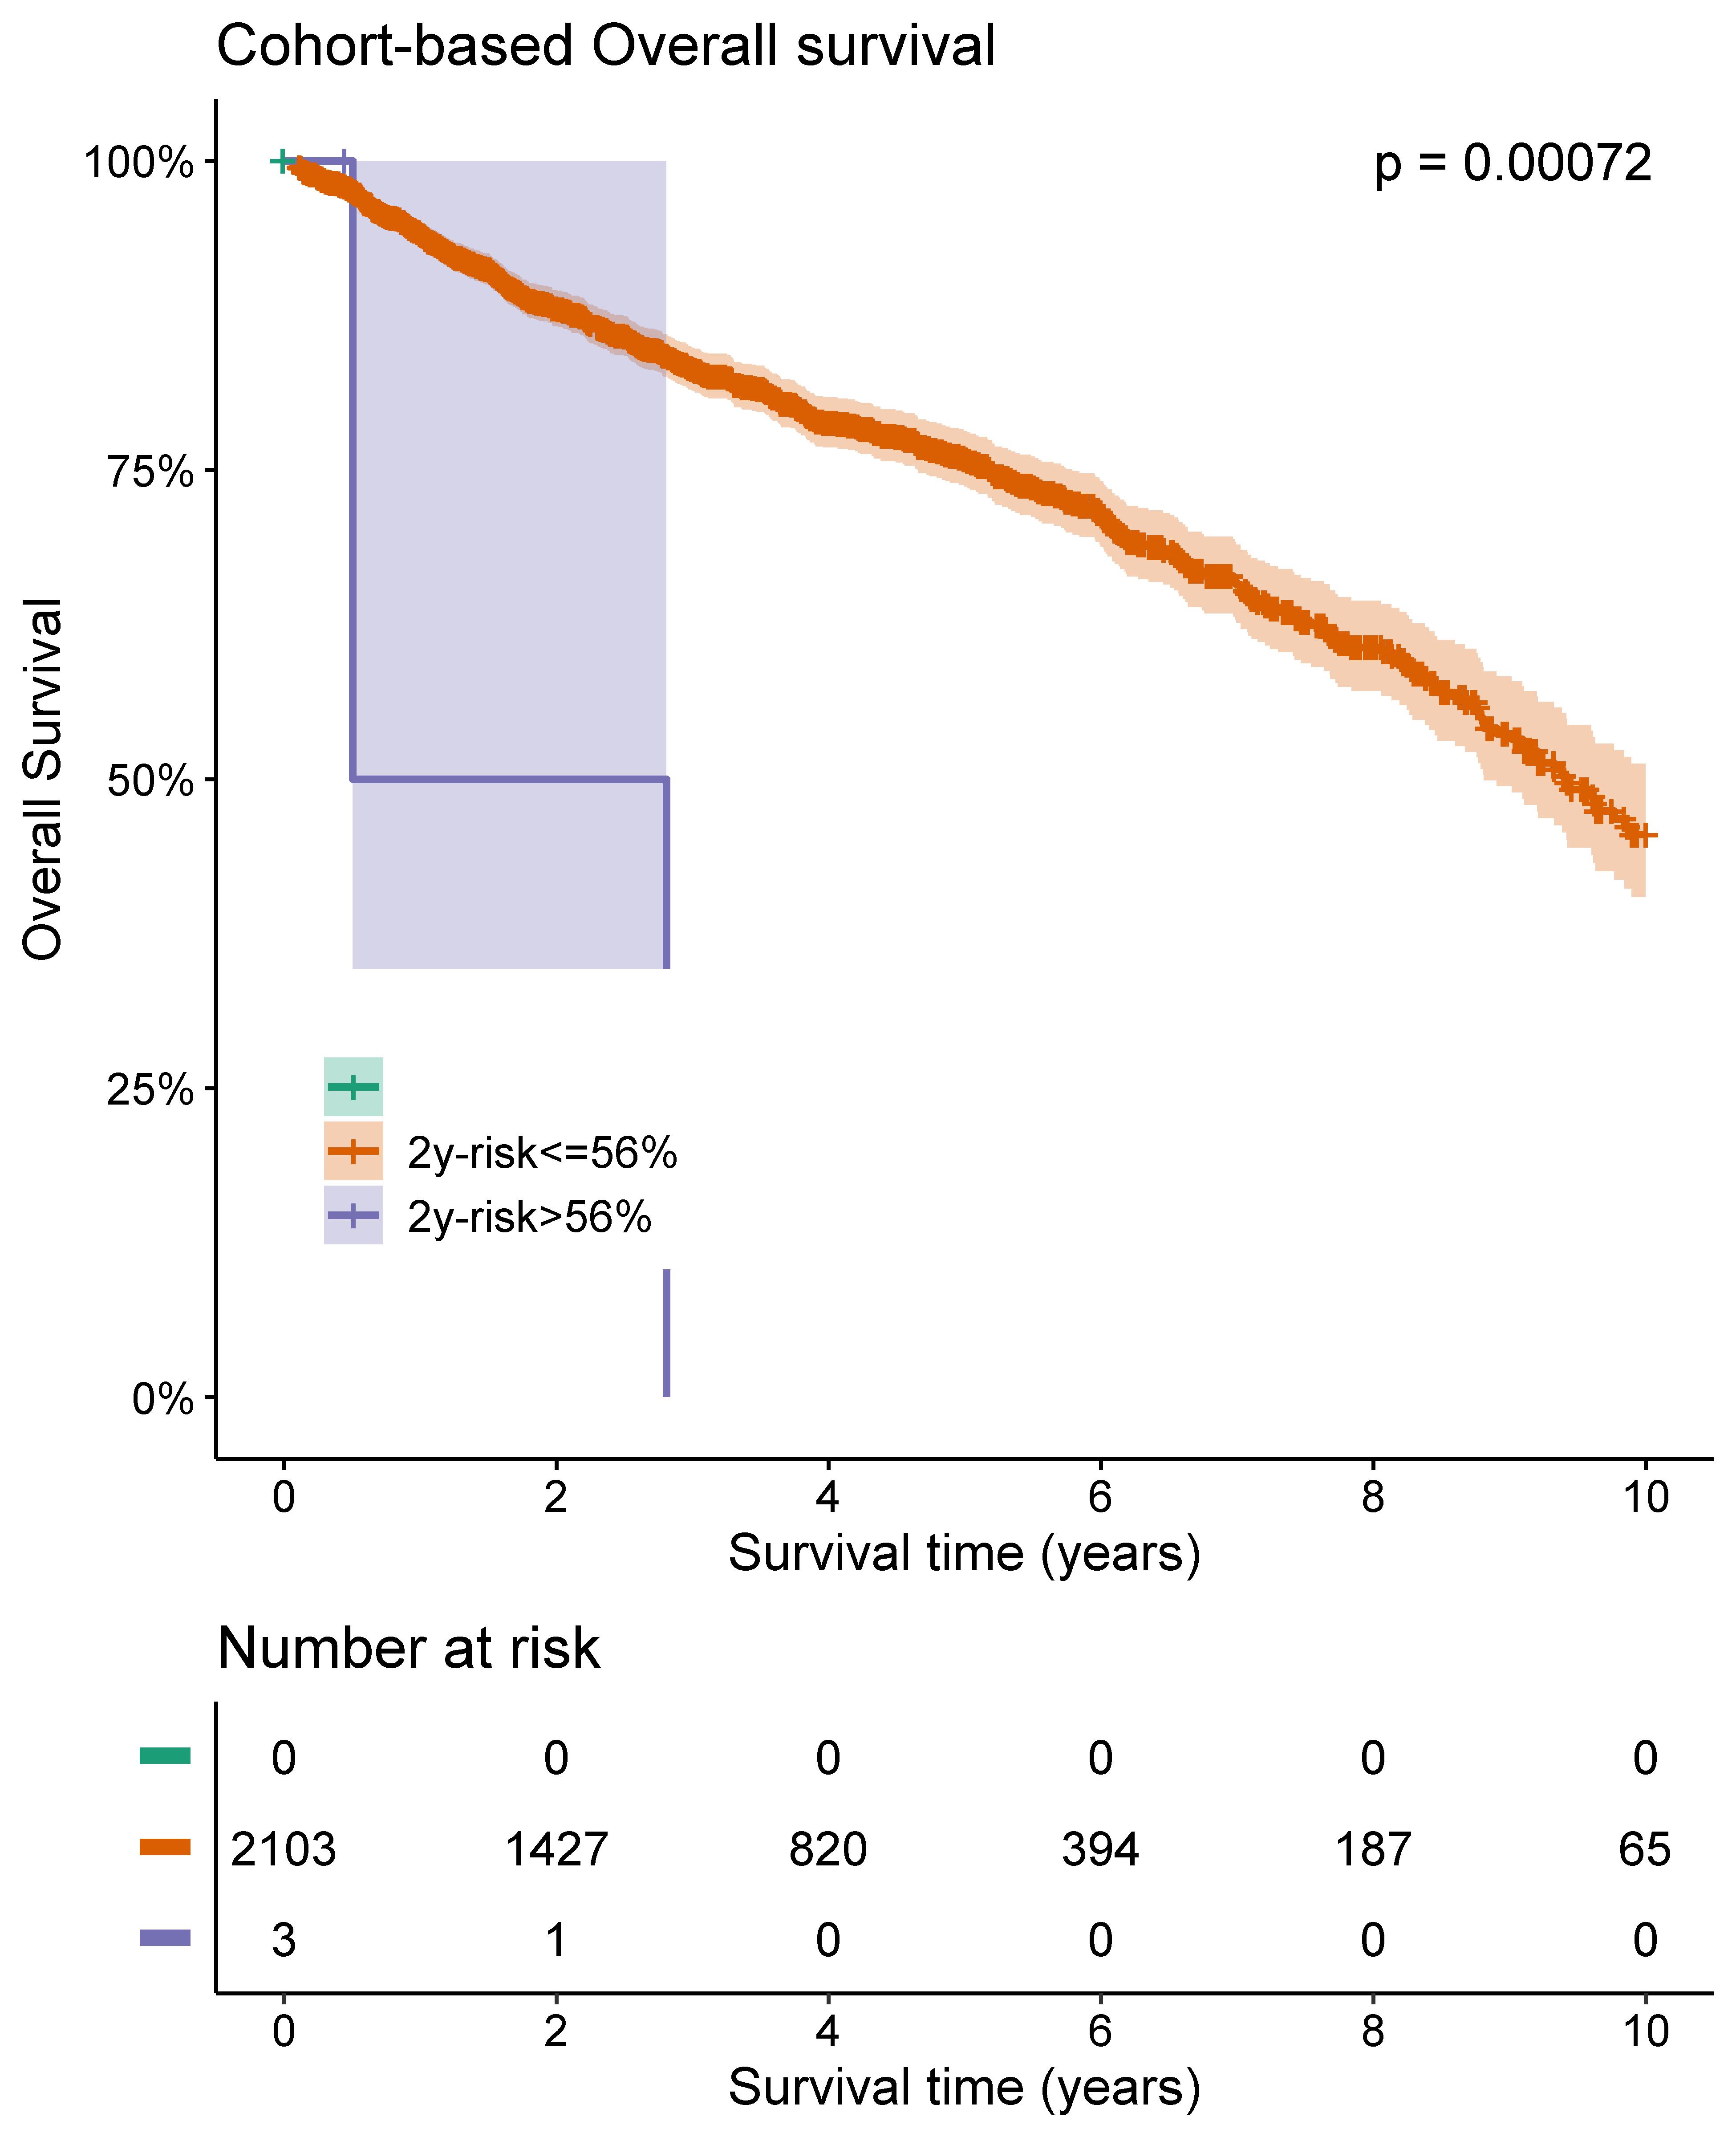 Cohort-based Overall survival
p = 0.00072
100%
75%
50%
25%
0%
Overall Survival
2y-risk<=56%
2y-risk>56%
0 2 4 6 8 10
Survival time (years)
Number at risk
0 0 0 0 0 0
2103 1427 820 394 187 65
3 1 0 0 0 0
0 2 4 6 8 10
Survival time (years)